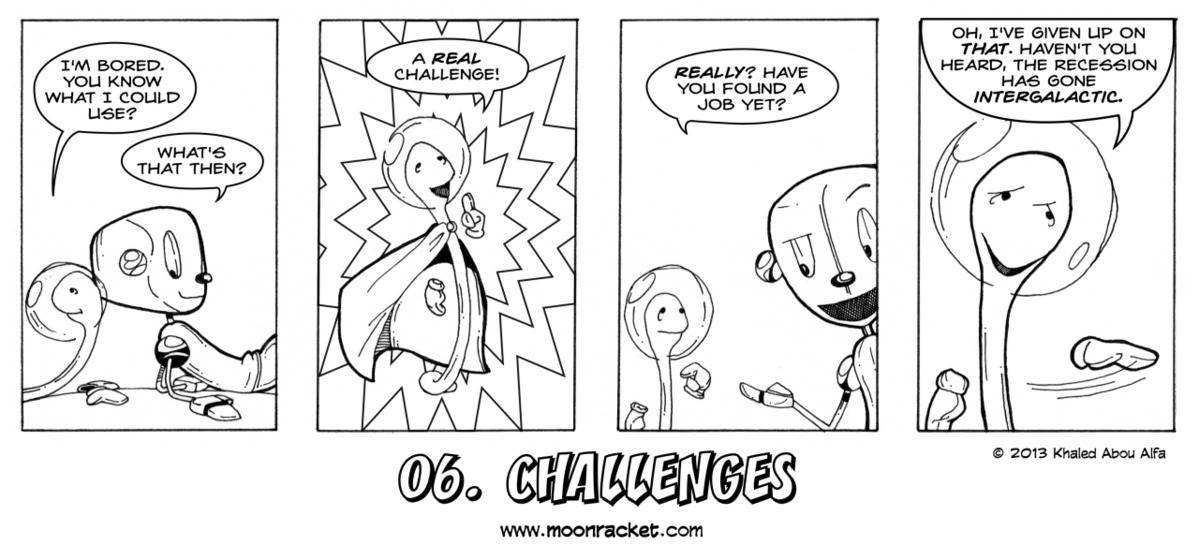 I'M BORED.
YOU KNOW
WHAT I COULD
USE?
WHAT'S
THAT THEN?
A REAL
CHALLENGE!
REALLY? HAVE
YOU FOUND A
JOB YET?
OH, I'VE GIVEN UP ON
THAT. HAVEN'T YOU
HEARD, THE RECESSION
HAS GONE
INTERGALACTIC.
© 2013 Khaled Abou Alfa
06. CHALLENGES
www.moonracket.com